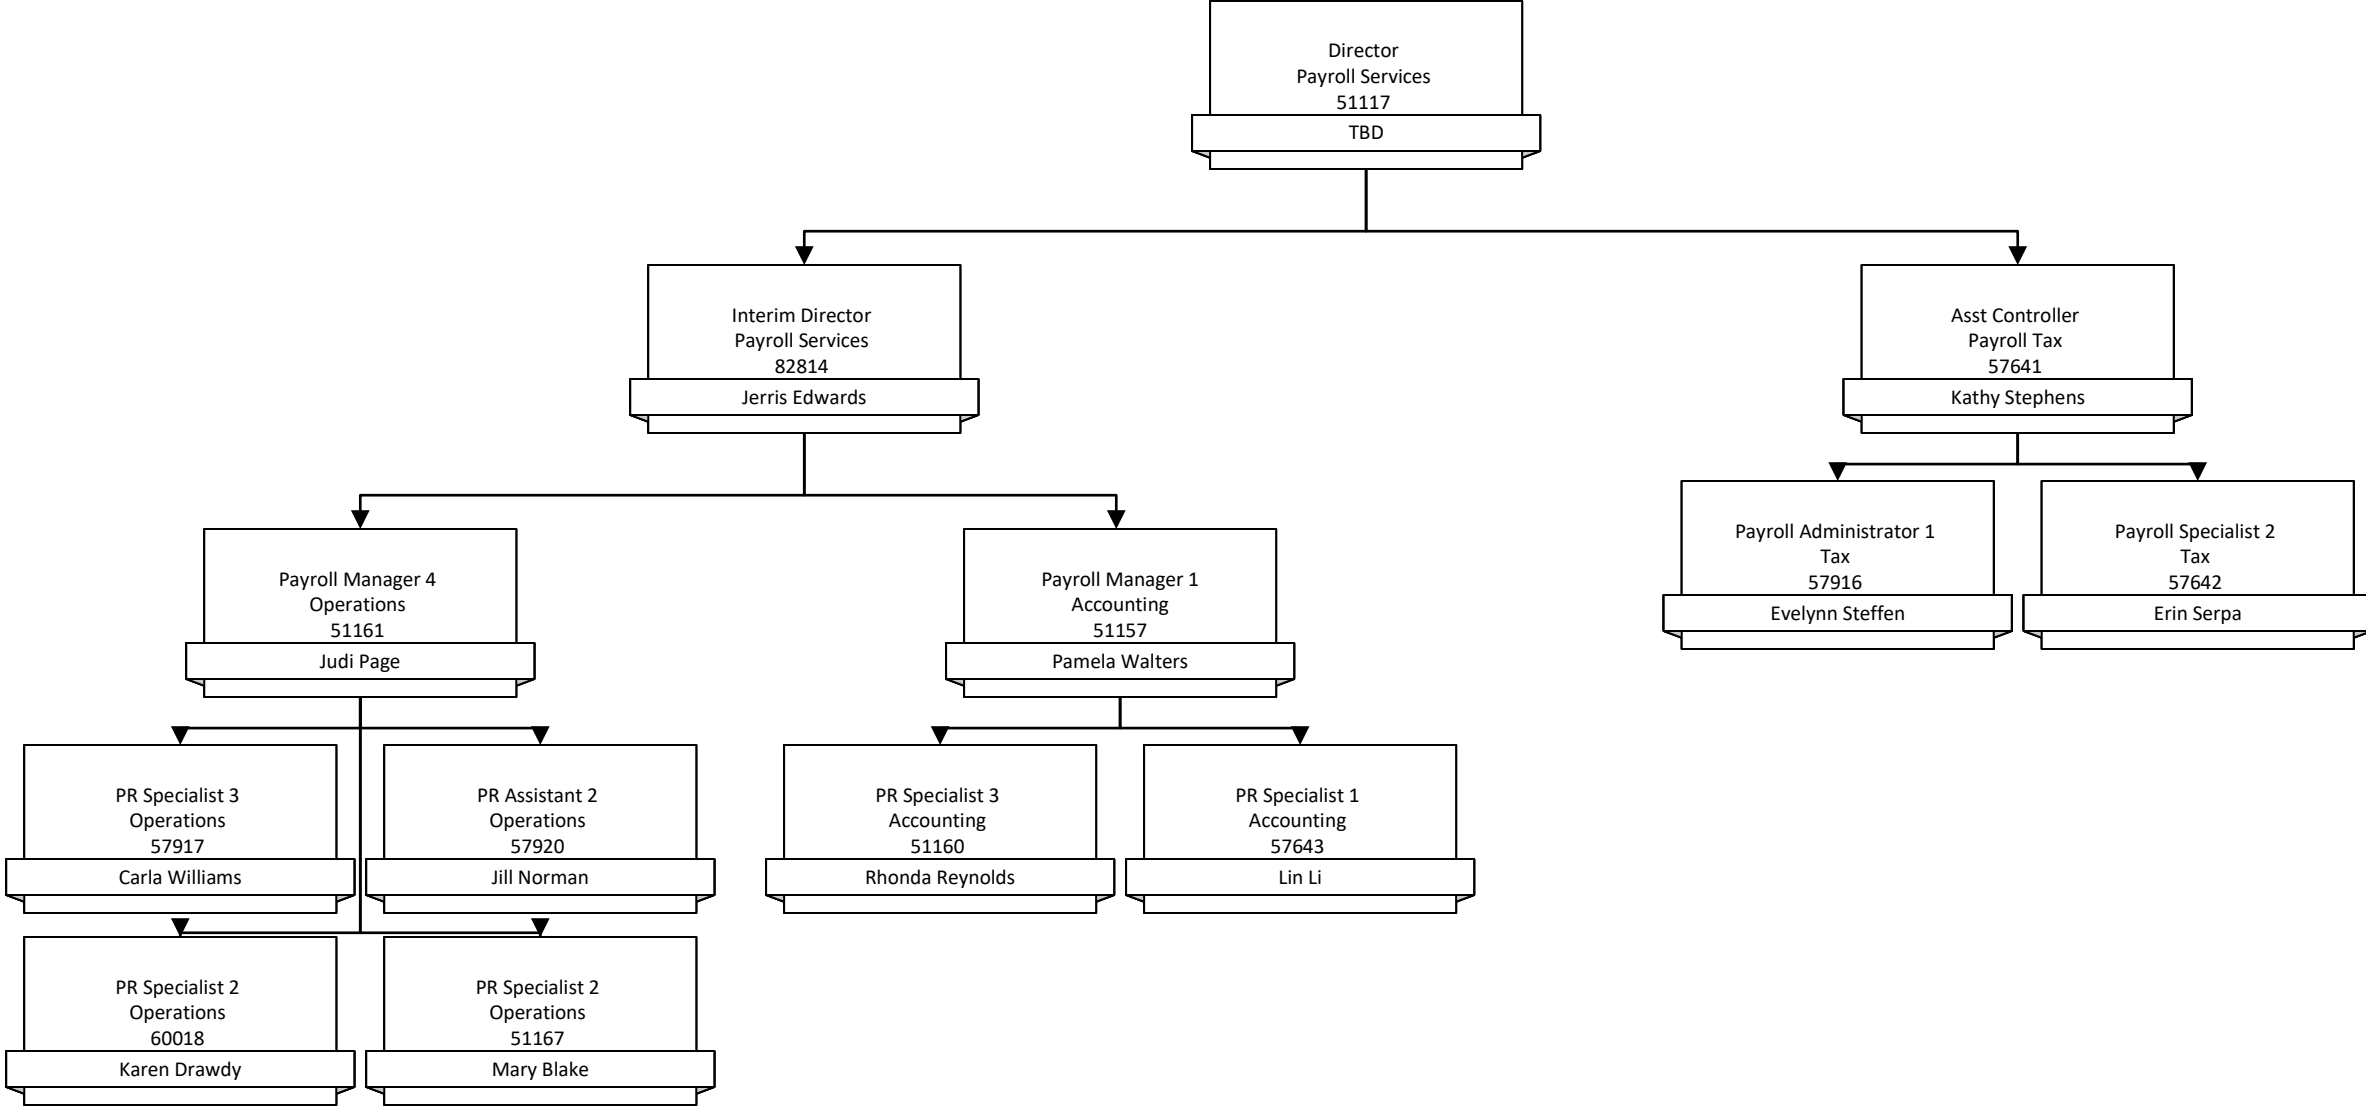 Director
Payroll Services
51117
TBD
Interim Director
Payroll Services
82814
Jerris Edwards
Asst Controller
Payroll Tax
57641
Kathy Stephens
Payroll Manager 4
Operations
51161
Judi Page
Payroll Manager 1
Accounting
51157
Pamela Walters
Payroll Administrator 1
Tax
57916
Evelynn Steffen
Payroll Specialist 2
Tax
57642
Erin Serpa
PR Specialist 3
Operations
57917
Carla Williams
PR Assistant 2
Operations
57920
Jill Norman
PR Specialist 3
Accounting
51160
Rhonda Reynolds
PR Specialist 1
Accounting
57643
Lin Li
PR Specialist 2
Operations
60018
Karen Drawdy
PR Specialist 2
Operations
51167
Mary Blake